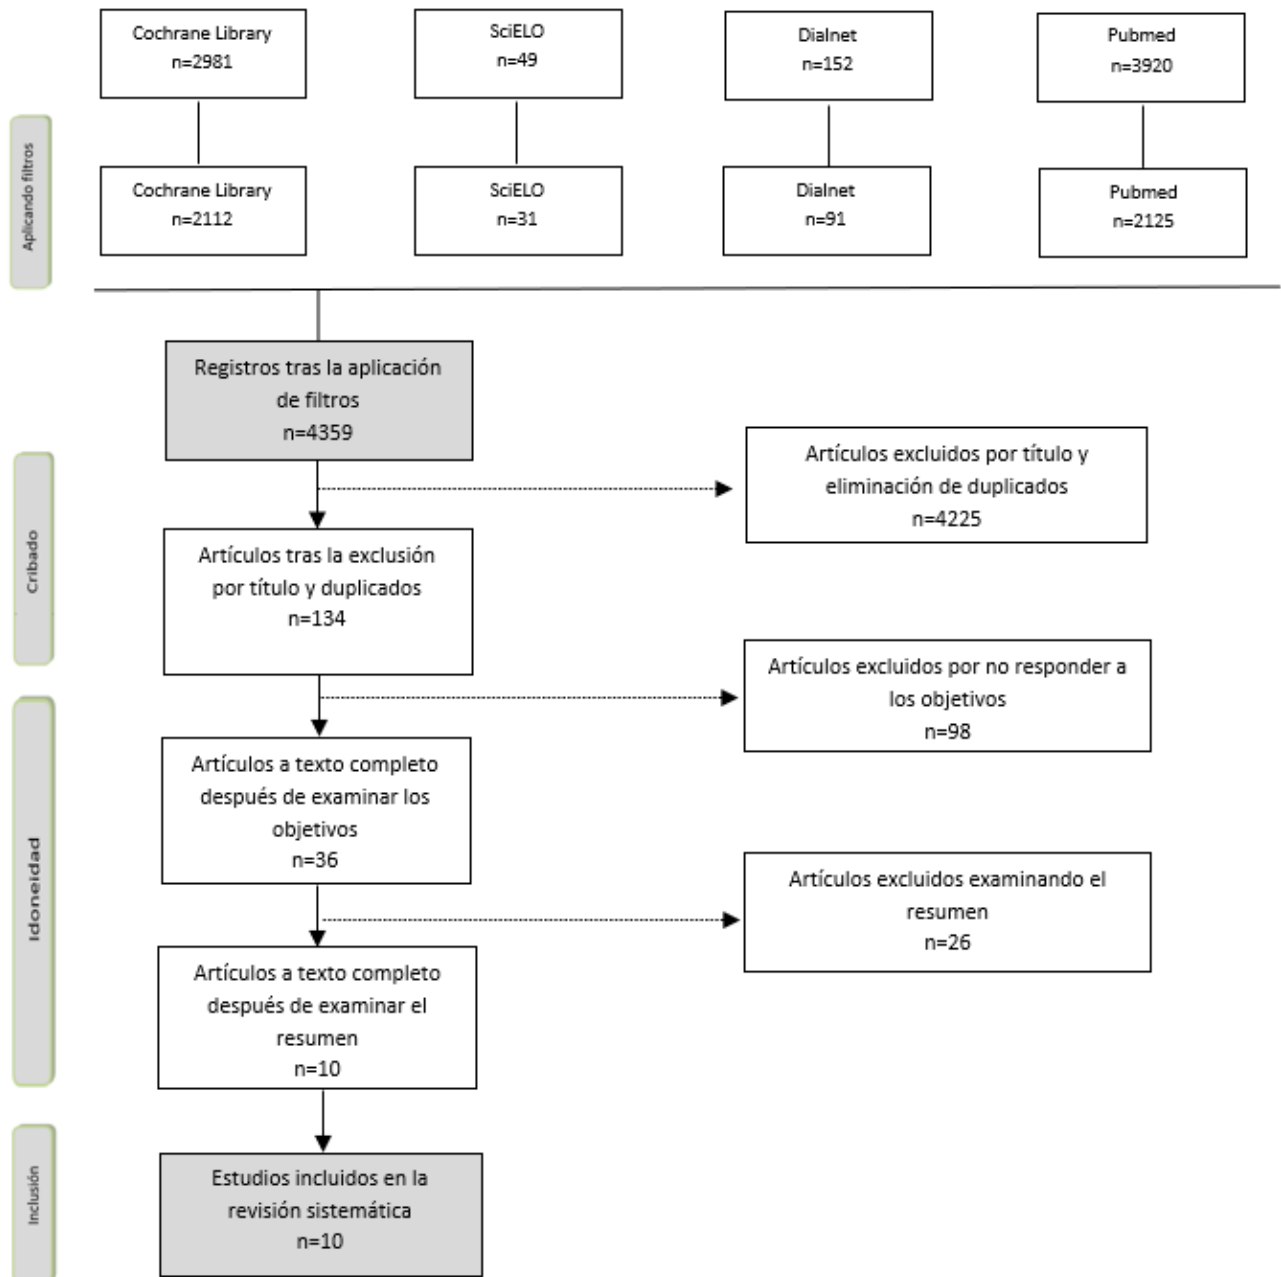 Cochrane Library
n=2981
SciELO
n=49
Dialnet
n=152
Pubmed
n=3920
Aplicando filtros
Cochrane Library
n=2112
SciELO
n=31
Dialnet
n=91
Pubmed
n=2125
Registros tras la aplicación
de filtros
n=4359
Cribado
Artículos excluidos por título y
eliminación de duplicados
n=4225
Artículos tras la exclusión
por título y duplicados
n=134
Artículos excluidos por no responder a
los objetivos
n=98
Idoneidad
Artículos a texto completo
después de examinar los
objetivos
n=36
Artículos excluidos examinando el
resumen
n=26
Artículos a texto completo
después de examinar el
resumen
n=10
Inclusión
Estudios incluidos en la
revisión sistemática
n=10